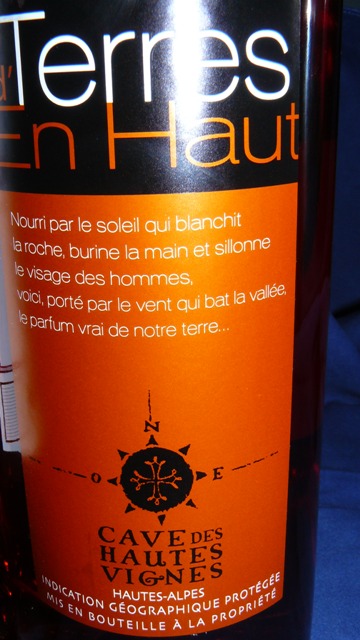 d'Terres
En Haut
Nourri par le soleil qui blanchit
la roche, burine la main et sillonne
le visage des hommes,
voici, porté par le vent qui bat la vallée,
le parfum vrai de notre terre...
N
O E
CAVE DES
HAUTES
VIGNES
HAUTES-ALPES
INDICATION GÉOGRAPHIQUE PROTÉGÉE
MIS EN BOUTEILLE À LA PROPRIÉTÉ